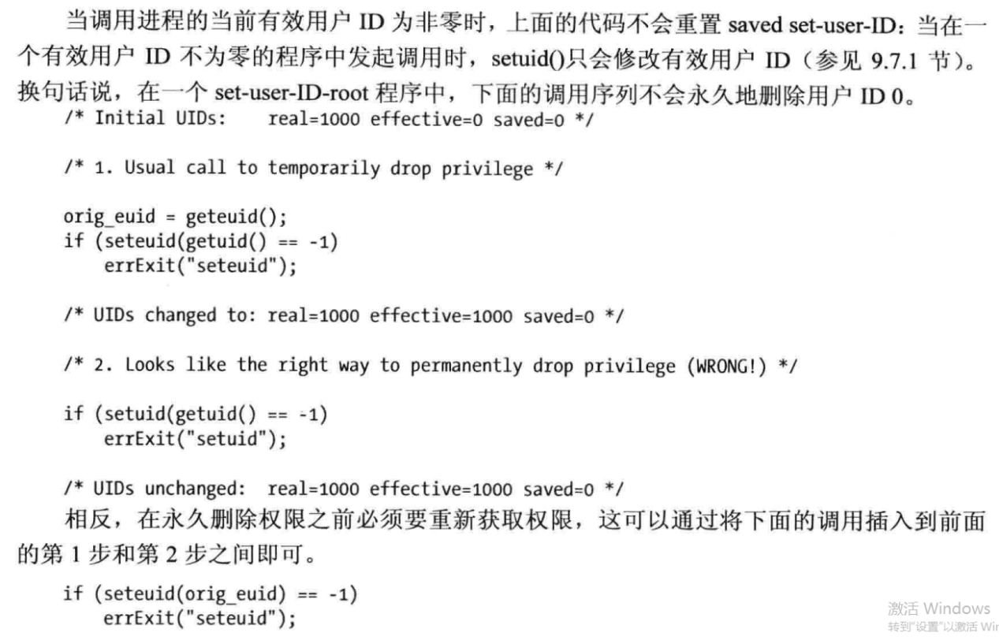 当调用进程的当前有效用户 ID 为非零时，上面的代码不会重置 saved set-user-ID：当在一
个有效用户 ID 不为零的程序中发起调用时，setuid()只会修改有效用户 ID（参见 9.7.1 节）。
换句话说，在一个 set-user-ID-root 程序中，下面的调用序列不会永久地删除用户 ID 0。
/* Initial UIDs:    real=1000 effective=0 saved=0 */
/* 1. Usual call to temporarily drop privilege */
orig_euid = geteuid();
if (seteuid(getuid() == -1)
    errExit("seteuid");
/* UIDs changed to: real=1000 effective=1000 saved=0 */
/* 2. Looks like the right way to permanently drop privilege (WRONG!) */
if (setuid(getuid() == -1)
    errExit("setuid");
/* UIDs unchanged:  real=1000 effective=1000 saved=0 */
相反，在永久删除权限之前必须要重新获取权限，这可以通过将下面的调用插入到前面
的第 1 步和第 2 步之间即可。
if (seteuid(orig_euid) == -1)
    errExit("seteuid");
激活 Windows
转到"设置"以激活 Wir